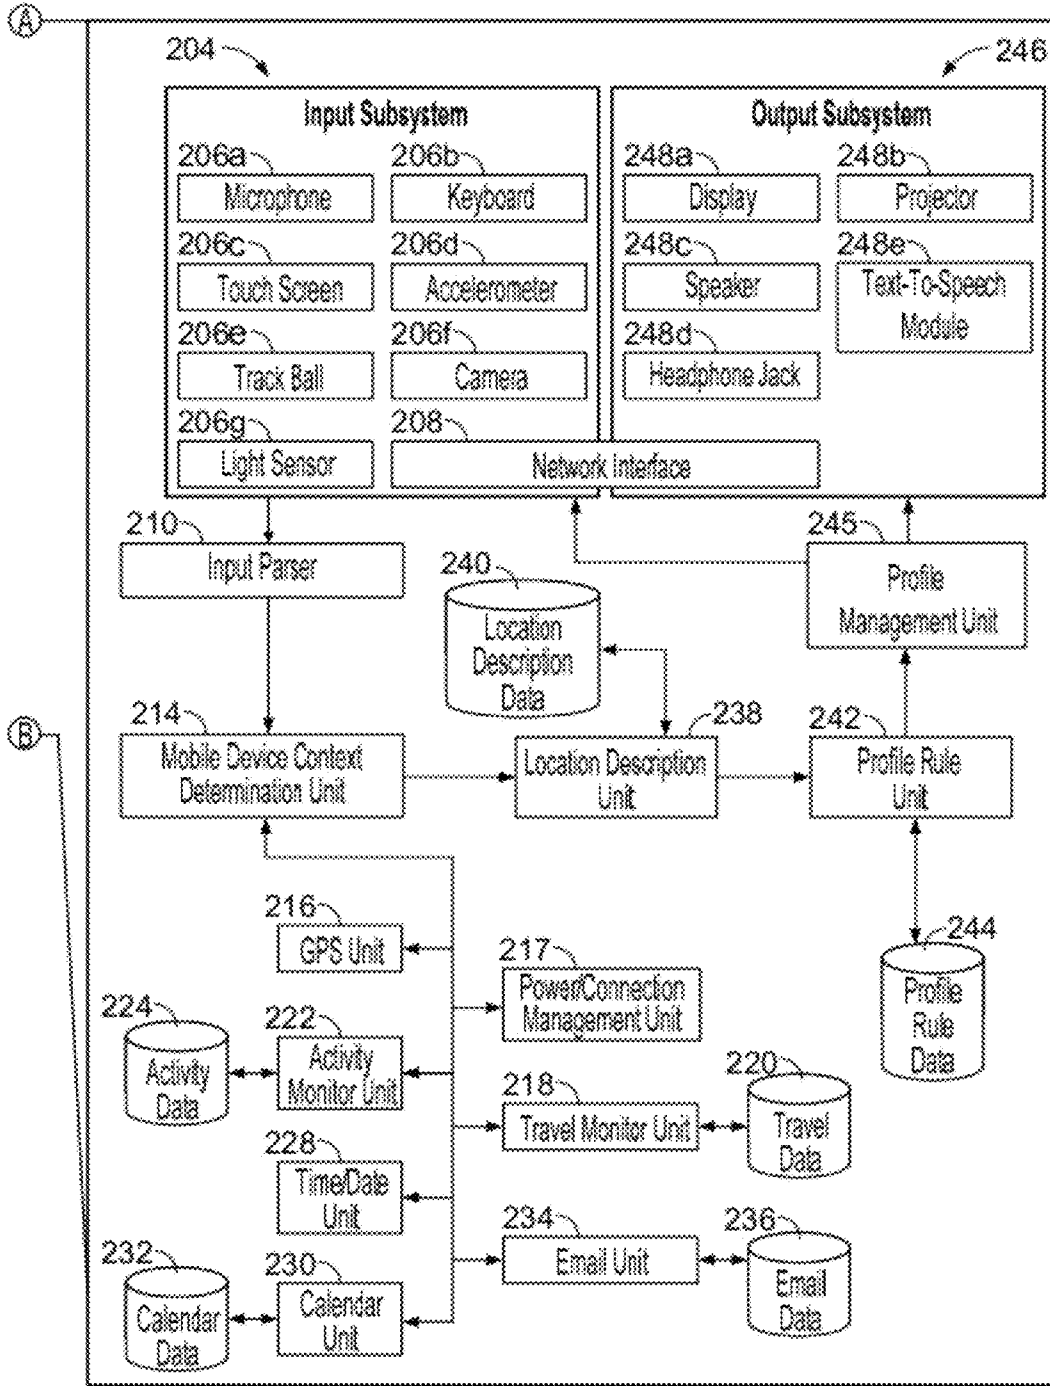 A
204
246
Input Subsystem
Output Subsystem
206a
206b
248a
248b
Microphone
Keyboard
Display
Projector
206c
206d
248c
248e
Touch Screen
Accelerometer
Speaker
Text-To-Speech
Module
206e
206f
248d
Track Ball
Camera
Headphone Jack
206g
208
Light Sensor
Network Interface
210
Input Parser
240
Location
Description
Data
245
Profile
Management Unit
B
214
Mobile Device Context
Determination Unit
238
Location Description
Unit
242
Profile Rule
Unit
216
GPS Unit
217
Power/Connection
Management Unit
244
Profile
Rule
Data
224
Activity
Data
222
Activity
Monitor Unit
218
Travel Monitor Unit
220
Travel
Data
228
Time/Date
Unit
234
Email Unit
236
Email
Data
232
Calendar
Data
230
Calendar
Unit